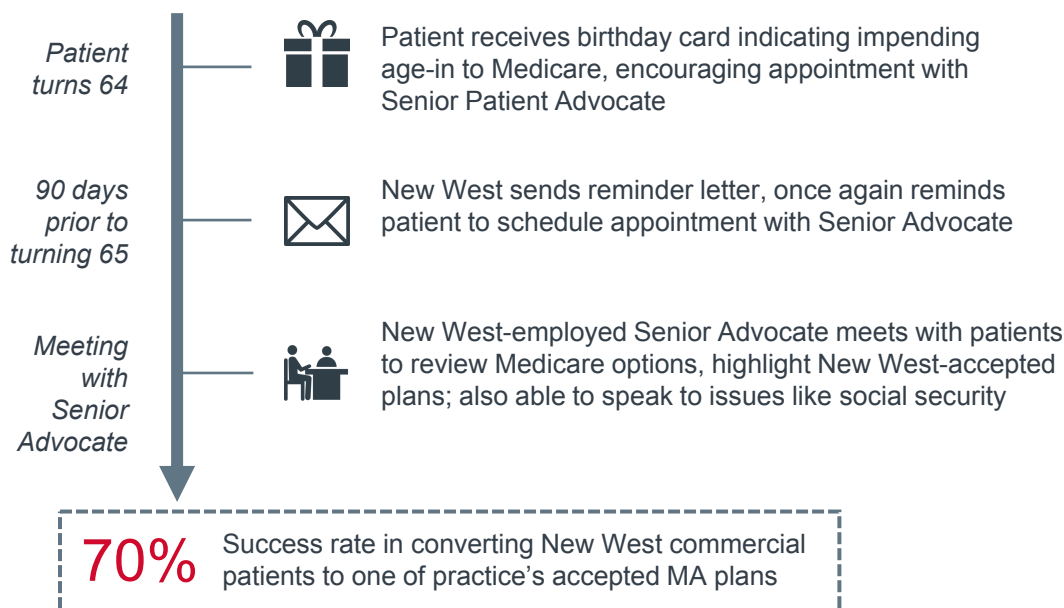 Patient
turns 64
Patient receives birthday card indicating impending
age-in to Medicare, encouraging appointment with
Senior Patient Advocate
90 days
prior to
turning 65
New West sends reminder letter, once again reminds
patient to schedule appointment with Senior Advocate
Meeting
with
Senior
Advocate
New West-employed Senior Advocate meets with patients
to review Medicare options, highlight New West-accepted
plans; also able to speak to issues like social security
70%
Success rate in converting New West commercial
patients to one of practice's accepted MA plans